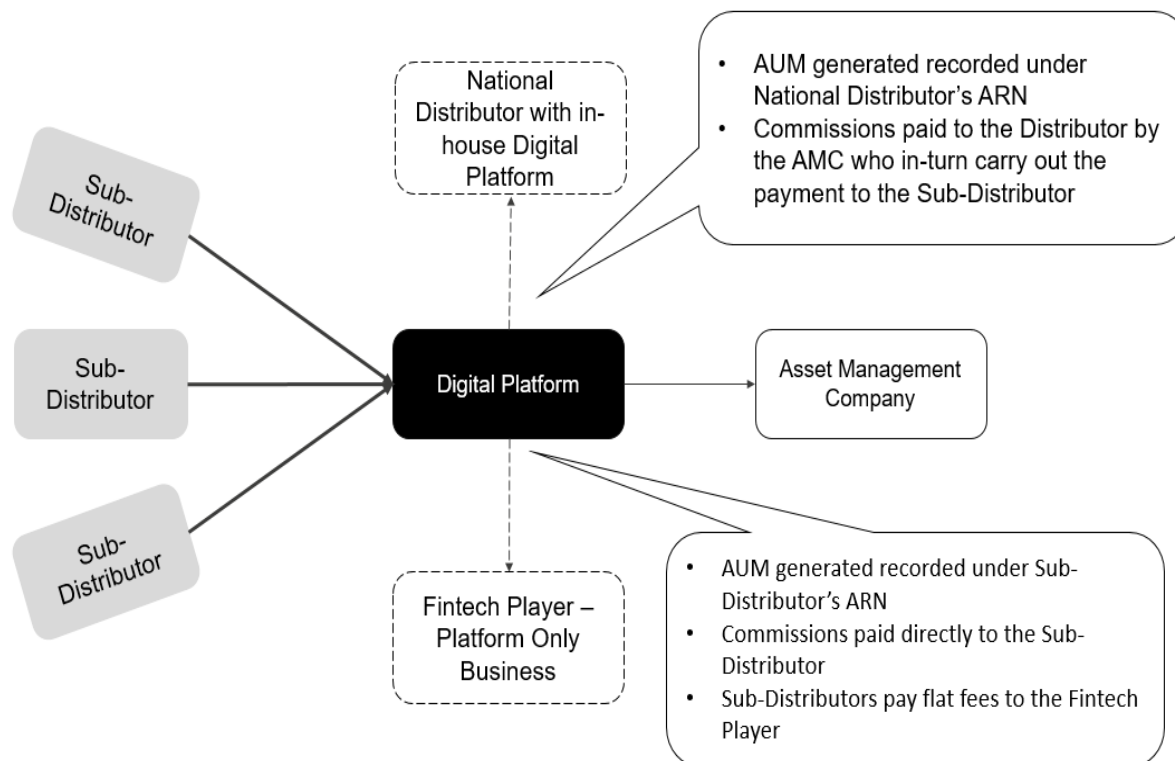 National
Distributor with in-
house Digital
Platform
• AUM generated recorded under
National Distributor’s ARN
• Commissions paid to the Distributor by
the AMC who in-turn carry out the
payment to the Sub-Distributor
Sub-
Distributor
Sub-
Distributor
Sub-
Distributor
Digital Platform
Asset Management
Company
Fintech Player –
Platform Only
Business
• AUM generated recorded under Sub-
Distributor’s ARN
• Commissions paid directly to the Sub-
Distributor
• Sub-Distributors pay flat fees to the Fintech
Player